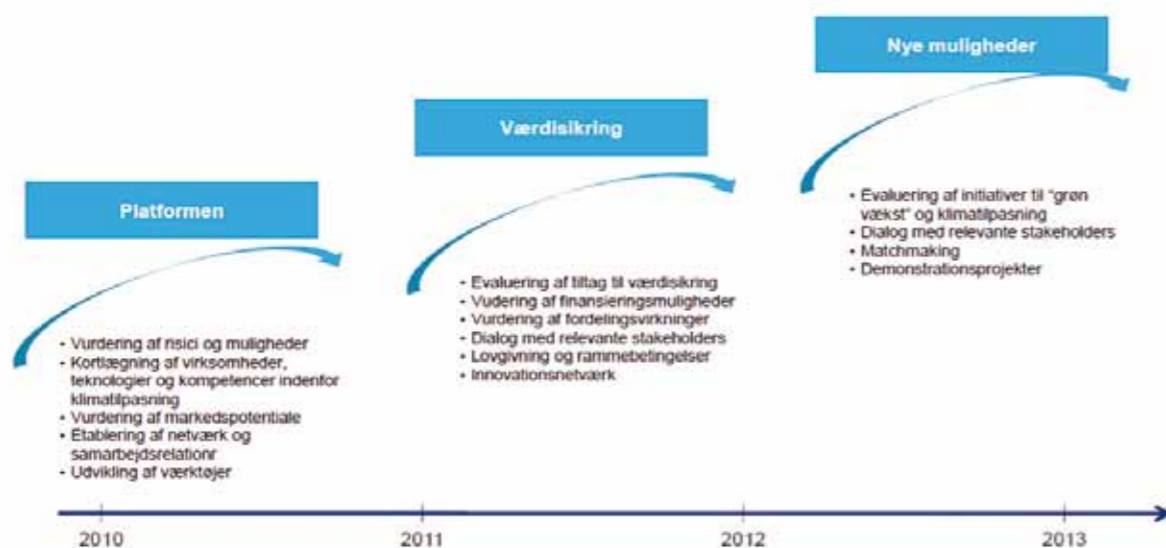 Platformen
• Vurdering af risici og muligheder
• Kortlægning af virksomheder,
teknologier og kompetencer indenfor
klimatilpasning
• Vurdering af markedspotentiale
• Etablering af netværk og
samarbejdsrelationr
• Udvikling af værktøjer
Værdisikring
• Evaluering af tiltag til værdisikring
• Vudering af finansieringsmuligheder
• Vurdering af fordelingsvirkninger
• Dialog med relevante stakeholders
• Lovgivning og rammebetingelser
• Innovationsnetværk
Nye muligheder
• Evaluering af initiativer til "grøn
vækst" og klimatilpasning
• Dialog med relevante stakeholders
• Matchmaking
• Demonstrationsprojekter
2010
2011
2012
2013